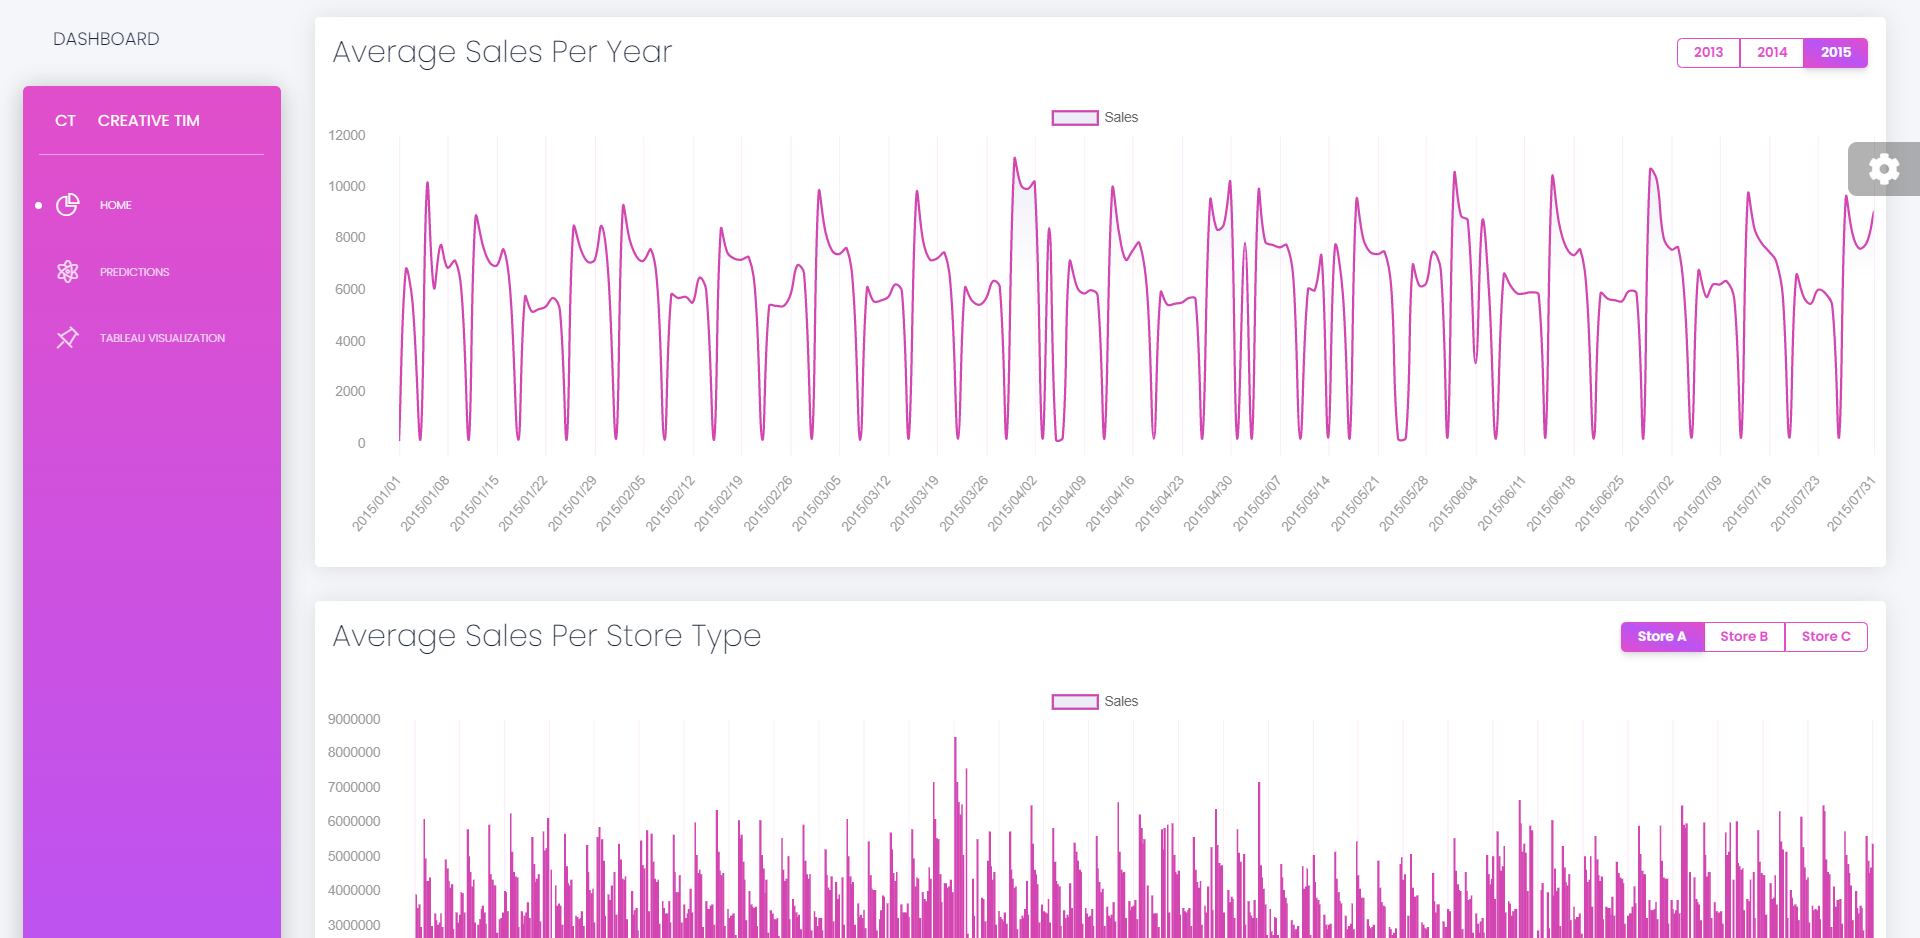 DASHBOARD
CT CREATIVE TIM
HOME
PREDICTIONS
TABLEAU VISUALIZATION
Average Sales Per Year
2013 2014 2015
Sales
12000
10000
8000
6000
4000
2000
0
2015/01/01 2015/01/08 2015/01/15 2015/01/22 2015/01/29 2015/02/05 2015/02/12 2015/02/19 2015/02/26 2015/03/05 2015/03/12 2015/03/19 2015/03/26 2015/04/02 2015/04/09 2015/04/16 2015/04/23 2015/04/30 2015/05/07 2015/05/14 2015/05/21 2015/05/28 2015/06/04 2015/06/11 2015/06/18 2015/06/25 2015/07/02 2015/07/09 2015/07/16 2015/07/23 2015/07/31
Average Sales Per Store Type
Store A Store B Store C
Sales
9000000
8000000
7000000
6000000
5000000
4000000
3000000